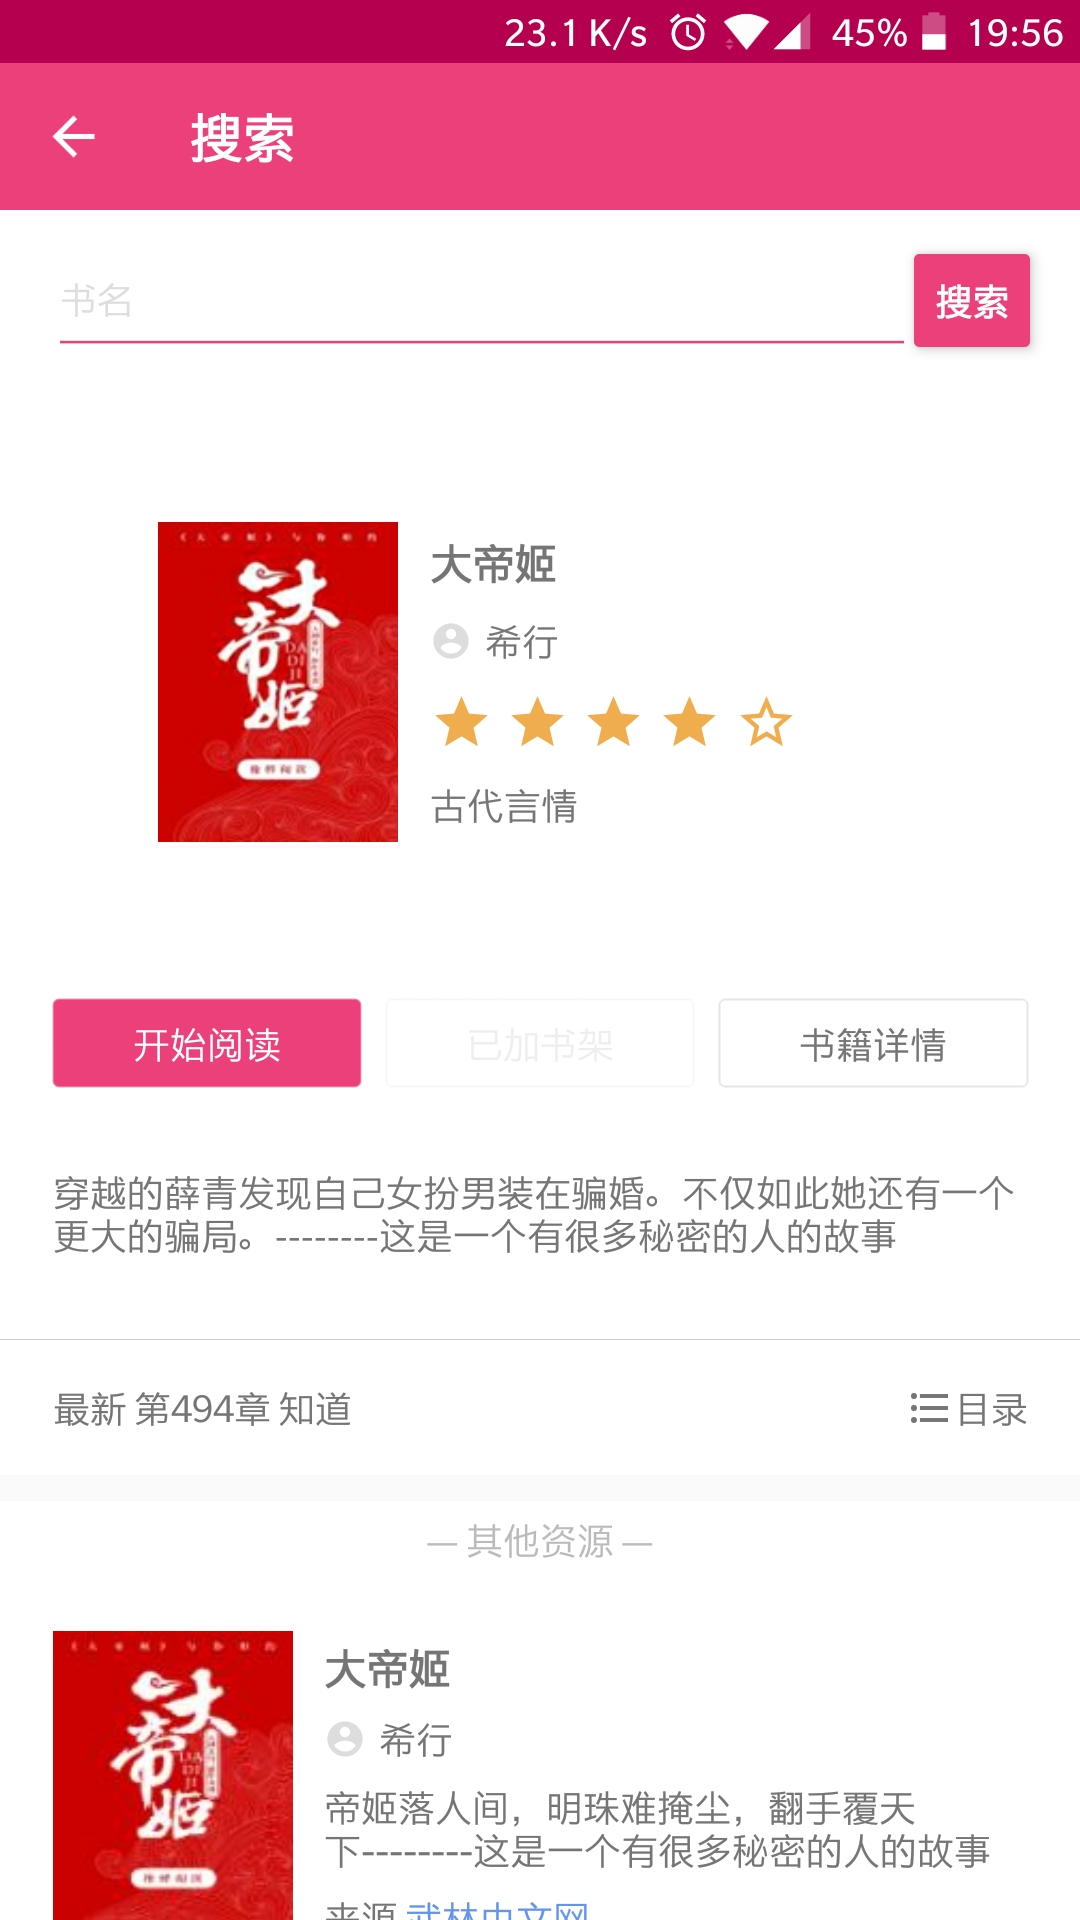 23.1 K/s 45% 19:56
搜索
书名
搜索
大帝姬
DA
DI
JI
大帝姬
希行
古代言情
开始阅读 已加书架 书籍详情
穿越的薛青发现自己女扮男装在骗婚。不仅如此她还有一个
更大的骗局。--------这是一个有很多秘密的人的故事
最新 第494章 知道
目录
— 其他资源 —
大帝姬
DA
DI
JI
大帝姬
希行
帝姬落人间，明珠难掩尘，翻手覆天
下--------这是一个有很多秘密的人的故事
来源 武林中文网